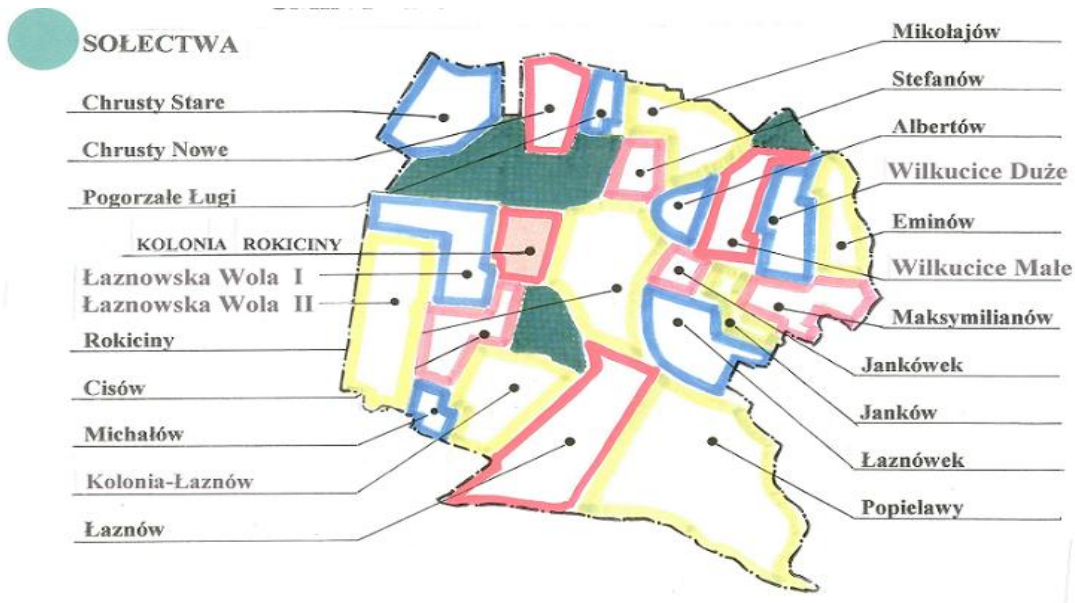 SOŁECTWA
Chrusty Stare
Chrusty Nowe
Pogorzałe Ługi
KOLONIA ROKICINY
Łaznowska Wola I
Łaznowska Wola II
Rokiciny
Cisów
Michałów
Kolonia-Łaznów
Łaznów
Mikołajów
Stefanów
Albertów
Wilkucice Duże
Eminów
Wilkucice Małe
Maksymilianów
Jankówek
Janków
Łaznówek
Popielawy